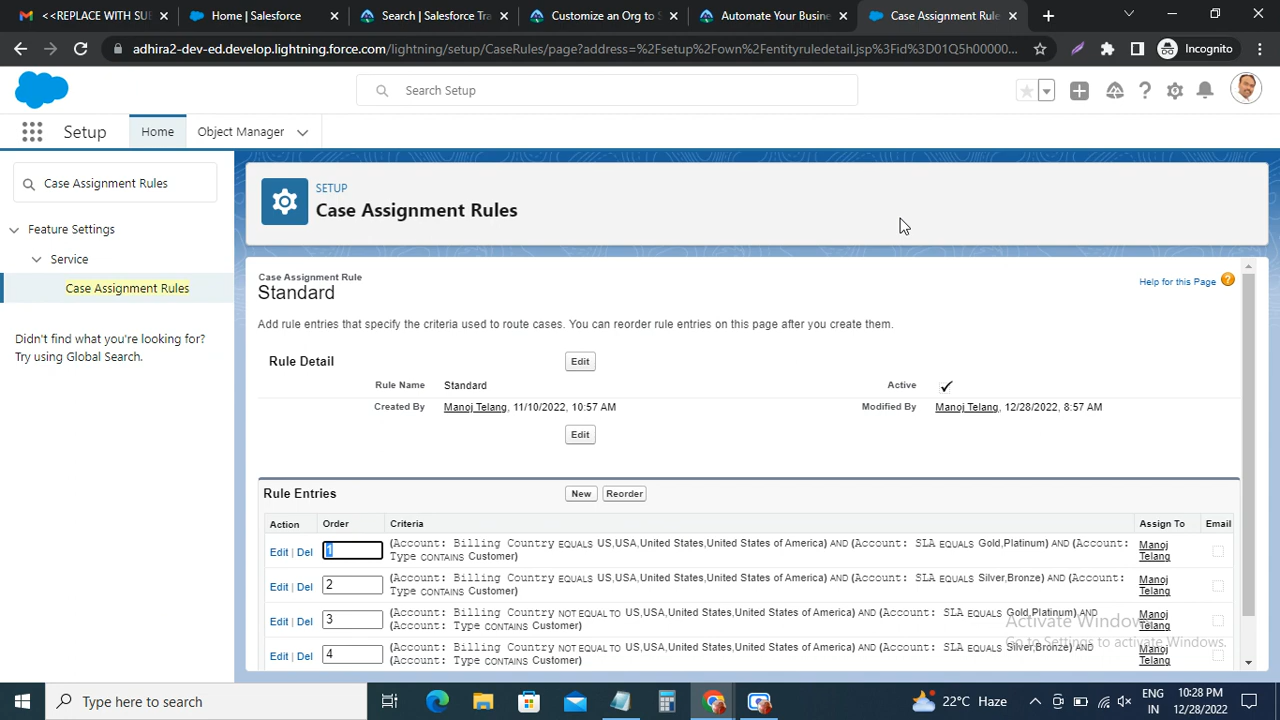 <<REPLACE WITH SUB
Home | Salesforce
Search | Salesforce Tra
Customize an Org to S
Automate Your Busine
Case Assignment Rule
adhira2-dev-ed.develop.lightning.force.com/lightning/setup/CaseRules/page?address=%2Fsetup%2Fown%2Fentityruledetail.jsp%3Fid%3D01Q5h00000...
Incognito
Search Setup
Setup
Home
Object Manager
Case Assignment Rules
Feature Settings
Service
Case Assignment Rules
Didn't find what you're looking for?
Try using Global Search.
SETUP
Case Assignment Rules
Case Assignment Rule
Standard
Help for this Page
Add rule entries that specify the criteria used to route cases. You can reorder rule entries on this page after you create them.
Rule Detail
Edit
Rule Name Standard Active ✓
Created By Manoj Telang, 11/10/2022, 10:57 AM Modified By Manoj Telang, 12/28/2022, 8:57 AM
Edit
Rule Entries New Reorder
Action Order Criteria Assign To Email
Edit | Del 1 (Account: Billing Country EQUALS US,USA,United States,United States of America) AND (Account: SLA EQUALS Gold,Platinum) AND (Account: Manoj
Type CONTAINS Customer) Telang
Edit | Del 2 (Account: Billing Country EQUALS US,USA,United States,United States of America) AND (Account: SLA EQUALS Silver,Bronze) AND (Account: Manoj
Type CONTAINS Customer) Telang
Edit | Del 3 (Account: Billing Country NOT EQUAL TO US,USA,United States,United States of America) AND (Account: SLA EQUALS Gold,Platinum) AND Manoj
(Account: Type CONTAINS Customer) Telang
Edit | Del 4 (Account: Billing Country NOT EQUAL TO US,USA,United States,United States of America) AND (Account: SLA EQUALS Silver,Bronze) AND Manoj
(Account: Type CONTAINS Customer) Telang
Activate Windows
Go to Settings to activate Windows.
Type here to search
22°C Haze
ENG
IN
10:28 PM
12/28/2022